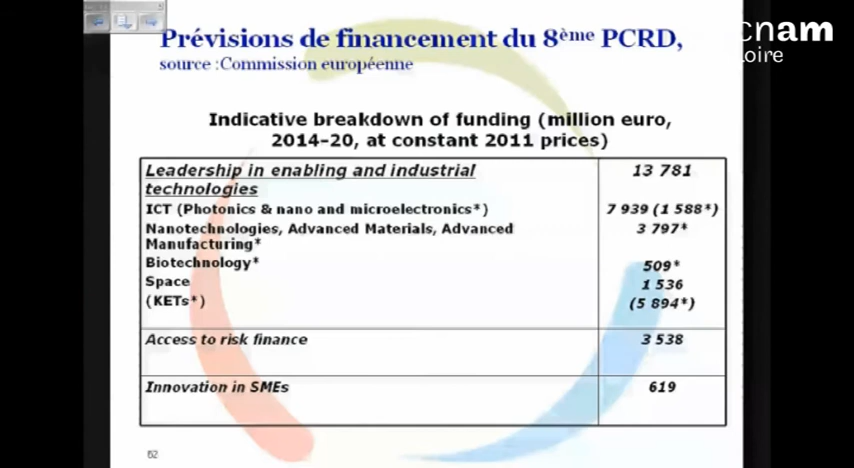 cnam
Loire
Prévisions de financement du 8ème PCRD,
source :Commission européenne
Indicative breakdown of funding (million euro,
2014-20, at constant 2011 prices)
Leadership in enabling and industrial 13 781
technologies
ICT (Photonics & nano and microelectronics*) 7 939 (1 588*)
Nanotechnologies, Advanced Materials, Advanced 3 797*
Manufacturing*
Biotechnology* 509*
Space 1 536
(KETs*) (5 894*)
Access to risk finance 3 538
Innovation in SMEs 619
62